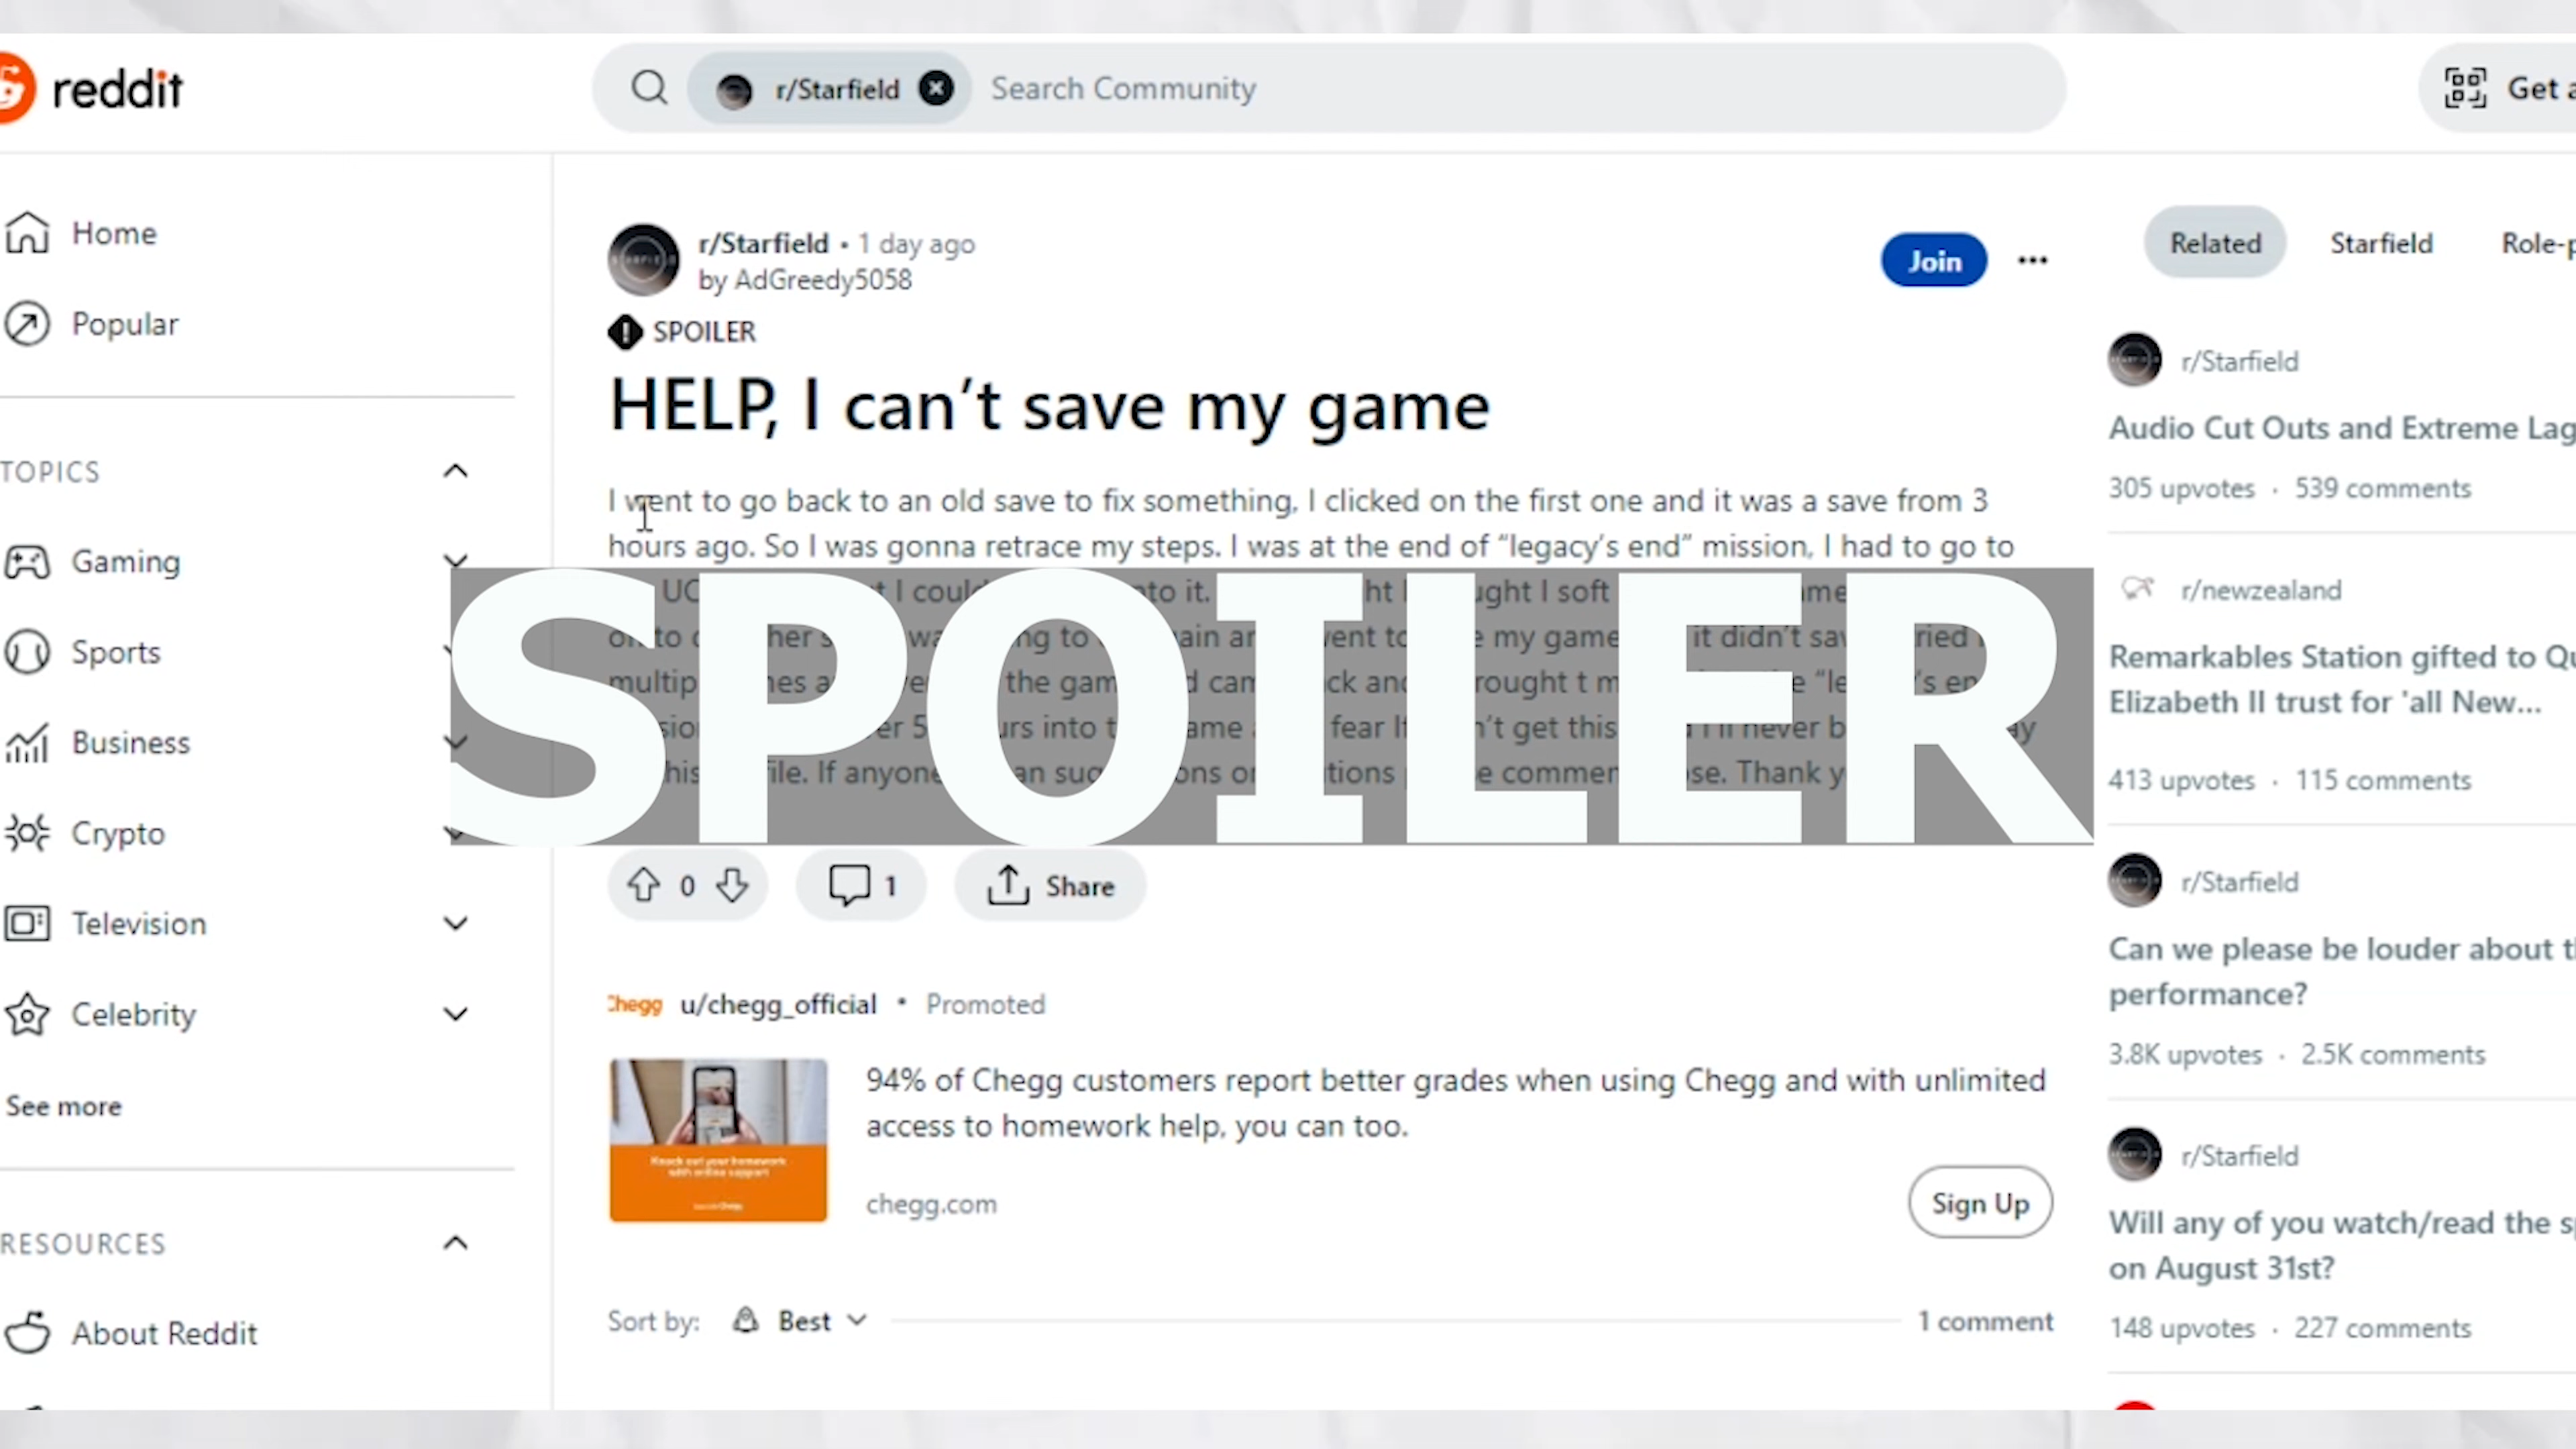 reddit
r/Starfield
Search Community
Get a
Home
Popular
TOPICS
Gaming
Sports
Business
Crypto
Television
Celebrity
See more
RESOURCES
About Reddit
r/Starfield • 1 day ago
by AdGreedy5058
Join
SPOILER
HELP, I can't save my game
I went to go back to an old save to fix something, I clicked on the first one and it was a save from 3
hours ago. So I was gonna retrace my steps. I was at the end of “legacy's end” mission, I had to go to
SPOILER
0
1
Share
Chegg u/chegg_official • Promoted
94% of Chegg customers report better grades when using Chegg and with unlimited
access to homework help, you can too.
Knock out your homework
with online support
chegg.com
Sign Up
Sort by: Best
1 comment
Related
Starfield
r/Starfield
Audio Cut Outs and Extreme Lag
305 upvotes · 539 comments
r/newzealand
Remarkables Station gifted to
Elizabeth II trust for 'all New...
413 upvotes · 115 comments
r/Starfield
Can we please be louder about
performance?
3.8K upvotes · 2.5K comments
r/Starfield
Will any of you watch/read the
on August 31st?
148 upvotes · 227 comments